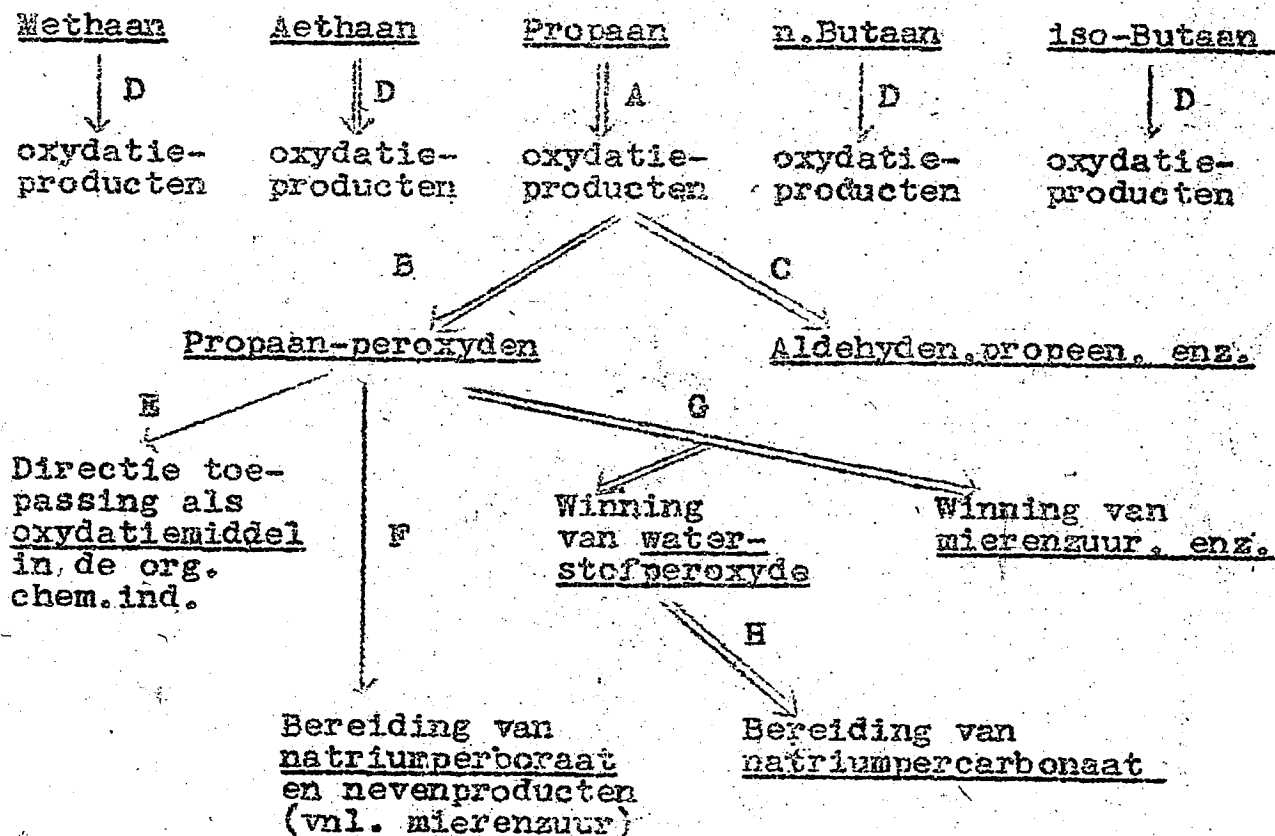 Methaan Aethaan Propaan n.Butaan iso-Butaan
D D A D D
oxydatie- oxydatie- oxydatie- oxydatie- oxydatie-
producten producten producten producten producten
B C
Propaan-peroxyden Aldehyden, propeen, enz.
E G
Directie toe-
passing als
oxydatiemiddel
in de org.
chem.ind.
F
Winning
van water-
stofperoxyde
Winning van
mierenzuur, enz.
H
Bereiding van
natriumperboraat
en nevenproducten
(vnl. mierenzuur)
Bereiding van
natriumpercarbonaat